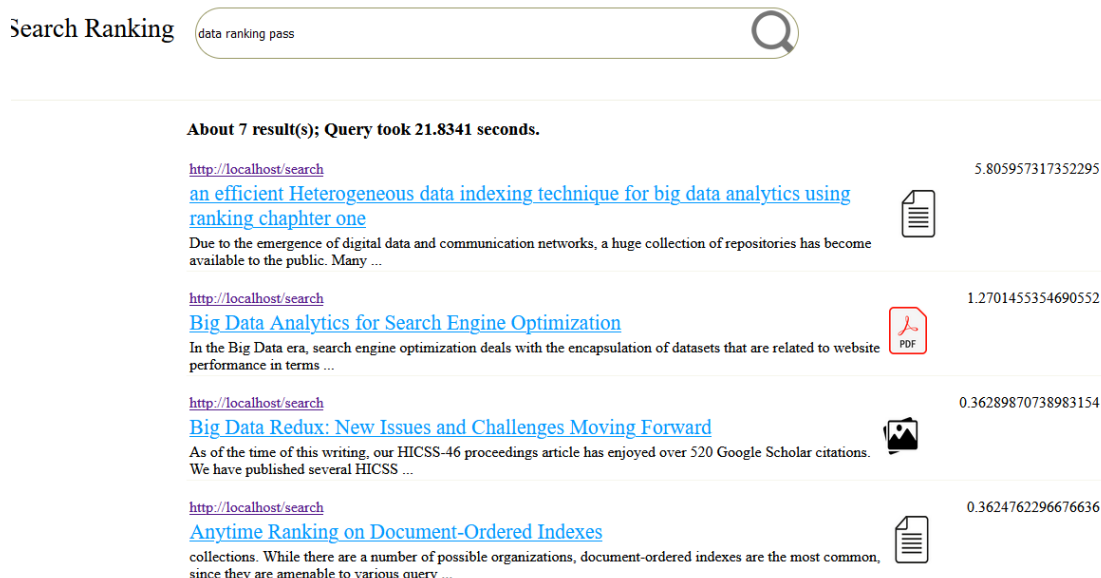 Search Ranking
data ranking pass
About 7 result(s); Query took 21.8341 seconds.
http://localhost/search
5.805957317352295
an efficient Heterogeneous data indexing technique for big data analytics using
ranking chaphter one
Due to the emergence of digital data and communication networks, a huge collection of repositories has become
available to the public. Many ...
http://localhost/search
1.2701455354690552
Big Data Analytics for Search Engine Optimization
In the Big Data era, search engine optimization deals with the encapsulation of datasets that are related to website
performance in terms ...
PDF
http://localhost/search
0.36289870738983154
Big Data Redux: New Issues and Challenges Moving Forward
As of the time of this writing, our HICSS-46 proceedings article has enjoyed over 520 Google Scholar citations.
We have published several HICSS ...
http://localhost/search
0.3624762296676636
Anytime Ranking on Document-Ordered Indexes
collections. While there are a number of possible organizations, document-ordered indexes are the most common,
since they are amenable to various query ...